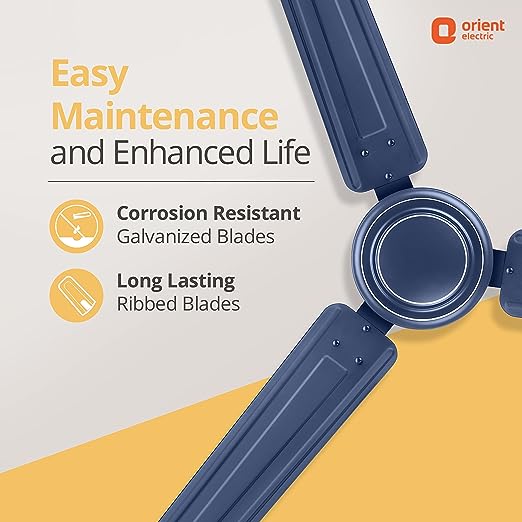 orient
electric
Easy
Maintenance
and Enhanced Life
Corrosion Resistant
Galvanized Blades
Long Lasting
Ribbed Blades